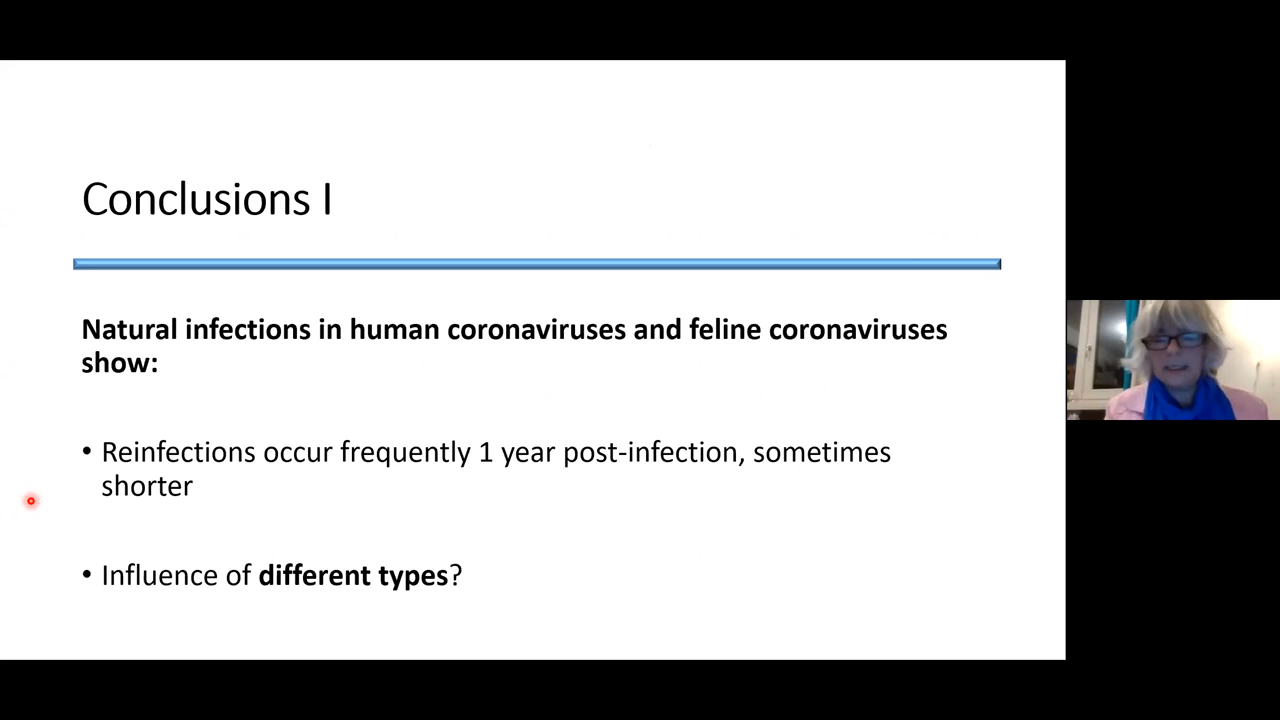 Conclusions I
Natural infections in human coronaviruses and feline coronaviruses
show:
• Reinfections occur frequently 1 year post-infection, sometimes
shorter
• Influence of different types?